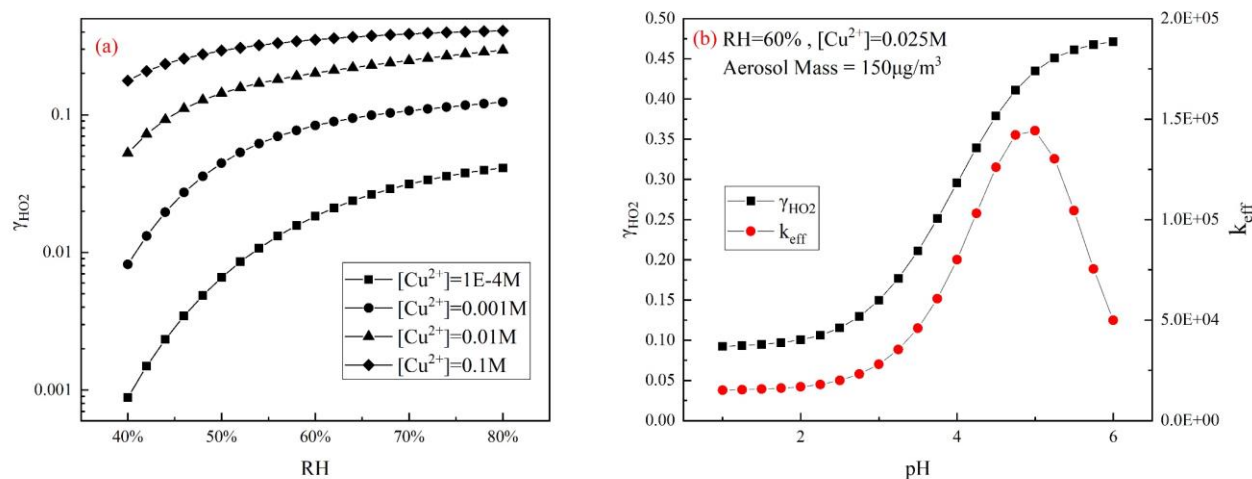 (a)
0.1
0.01
0.001
γHO2
40%
50%
60%
70%
80%
RH
[Cu2+]=1E-4M
[Cu2+]=0.001M
[Cu2+]=0.01M
[Cu2+]=0.1M
(b) RH=60% , [Cu2+]=0.025M
Aerosol Mass = 150μg/m3
0.50
0.45
0.40
0.35
0.30
0.25
0.20
0.15
0.10
0.05
0.00
γHO2
γHO2
keff
2.0E+05
1.5E+05
1.0E+05
5.0E+04
0.0E+00
keff
2
4
6
pH